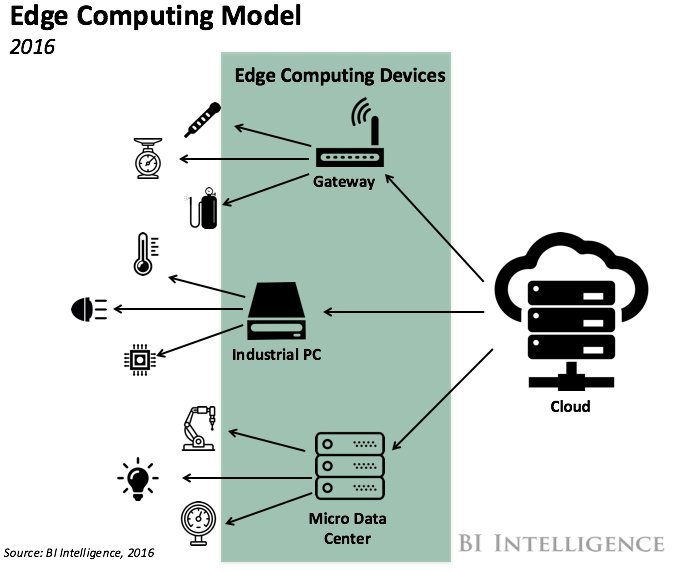 Edge Computing Model
2016
Edge Computing Devices
Gateway
Industrial PC
Cloud
Micro Data
Center
Source: BI Intelligence, 2016
BI INTELLIGENCE